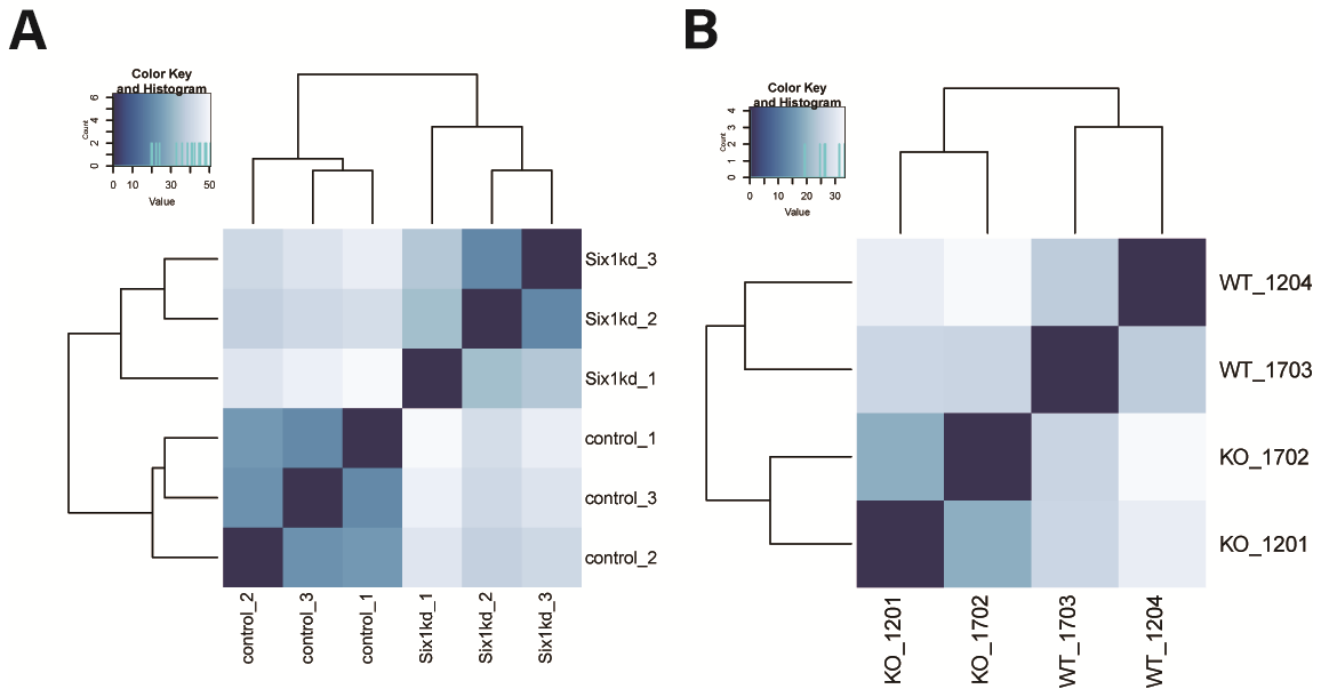 A
Color Key
and Histogram
Count
0 2 4 6
0 10 30 50
Value
Six1kd_3
Six1kd_2
Six1kd_1
control_1
control_3
control_2
control_2
control_3
control_1
Six1kd_1
Six1kd_2
Six1kd_3
B
Color Key
and Histogram
Count
0 1 2 3 4
0 10 20 30
Value
WT_1204
WT_1703
KO_1702
KO_1201
KO_1201
KO_1702
WT_1703
WT_1204